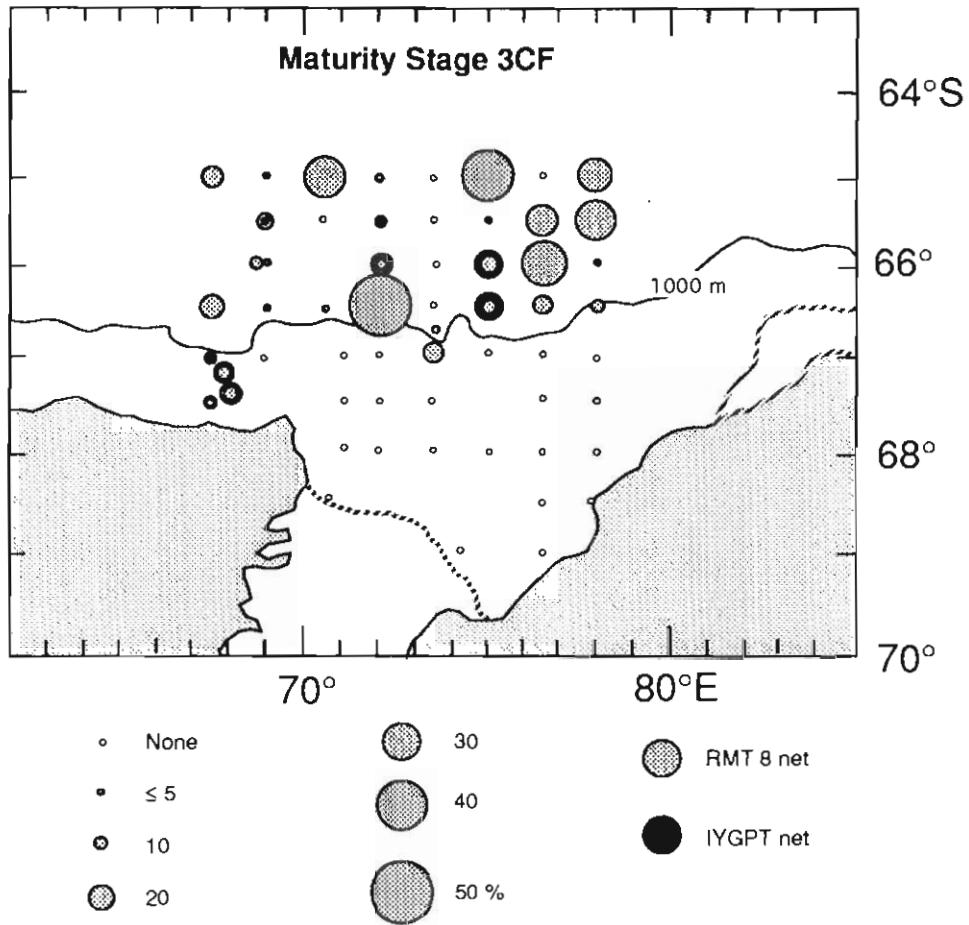 Maturity Stage 3CF
64°S
66°
1000 m
68°
70°
70°
80°E
None
≤ 5
10
20
30
40
50 %
RMT 8 net
IYGPT net